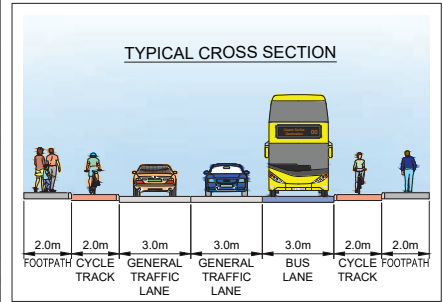 TYPICAL CROSS SECTION
00
2.0m 2.0m 3.0m 3.0m 3.0m 2.0m 2.0m
FOOTPATH CYCLE TRACK GENERAL TRAFFIC LANE GENERAL TRAFFIC LANE BUS LANE CYCLE TRACK FOOTPATH